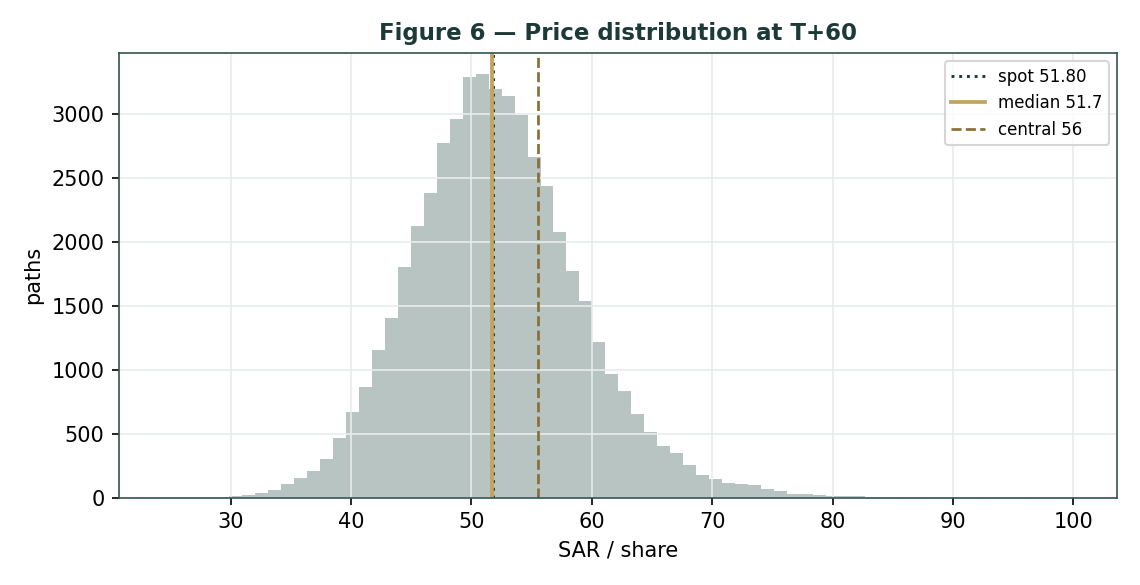 Figure 6 — Price distribution at T+60
spot 51.80
median 51.7
central 56
paths
3000
2500
2000
1500
1000
500
0
30 40 50 60 70 80 90 100
SAR / share